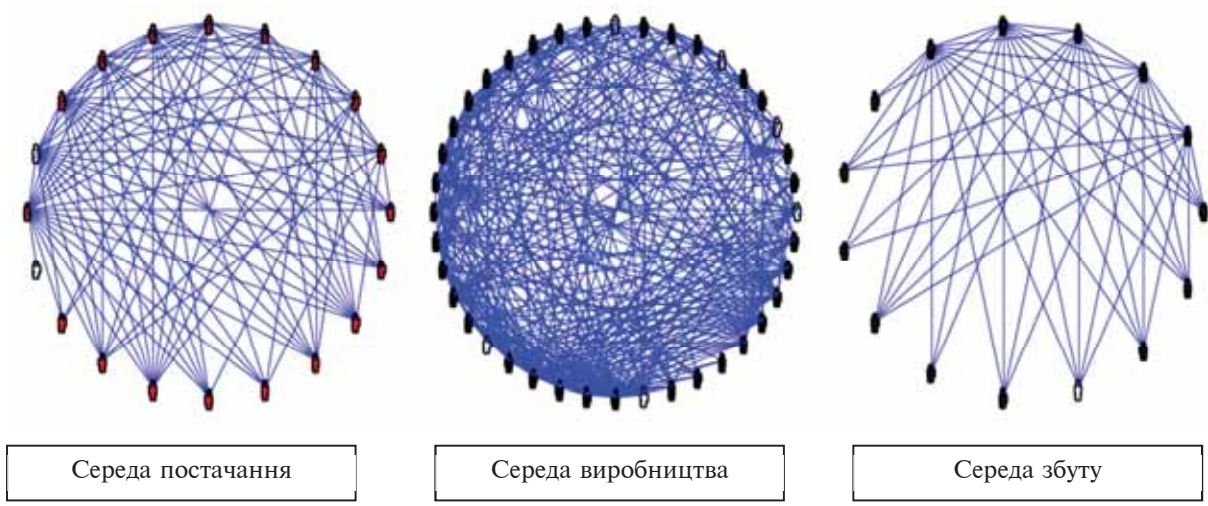 Середа постачання
Середа виробництва
Середа збуту